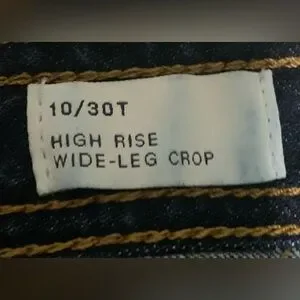 10/30T
HIGH RISE
WIDE-LEG CROP